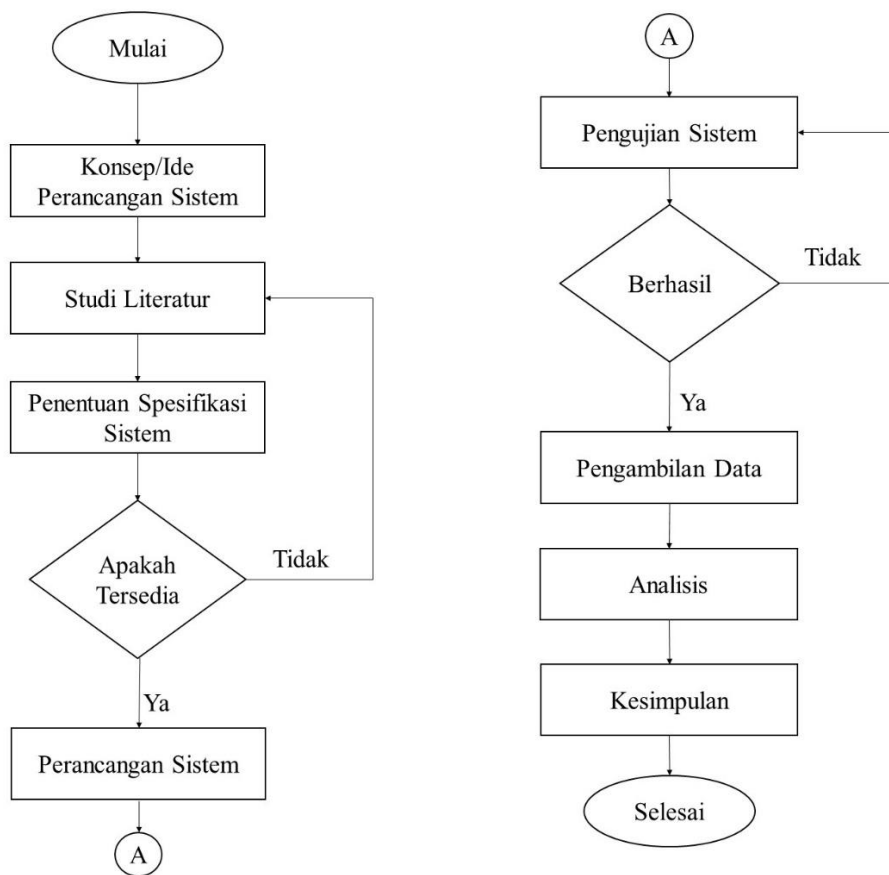 Mulai
Konsep/Ide
Perancangan Sistem
Studi Literatur
Penentuan Spesifikasi
Sistem
Apakah
Tersedia
Tidak
Ya
Perancangan Sistem
A
A
Pengujian Sistem
Berhasil
Tidak
Ya
Pengambilan Data
Analisis
Kesimpulan
Selesai